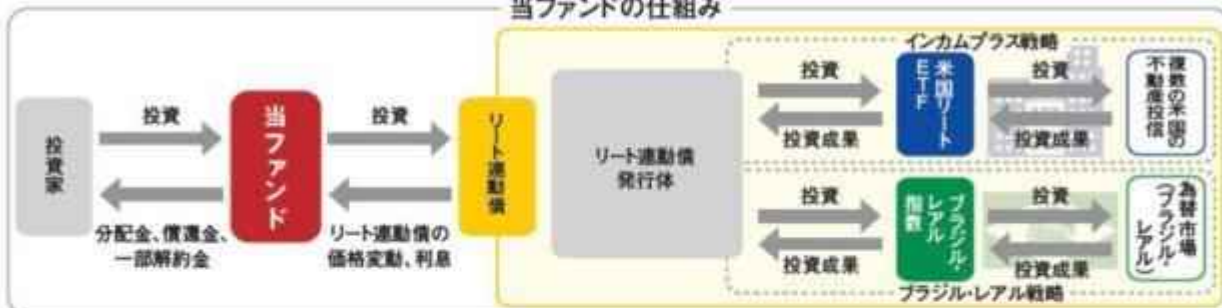 当ファンドの仕組み
インカムプラス戦略
投資家
投資
分配金、償還金、
一部解約金
当ファンド
投資
リート連動債の
価格変動、利息
リート連動債
リート連動債
発行体
投資
投資成果
米国リート
ETF
投資
投資成果
複数の米国の
不動産投信
投資
投資成果
ブラジル・
レアル
指数
投資
投資成果
為替市場
(ブラジル・
レアル)
ブラジル・レアル戦略